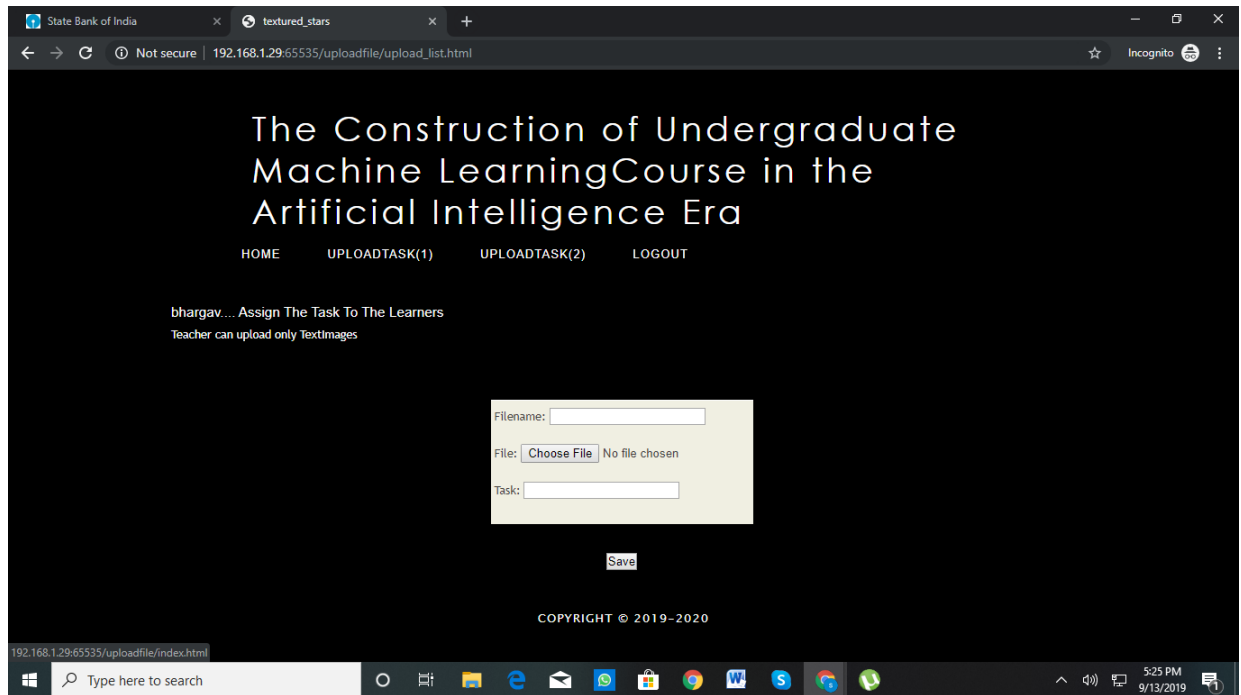 State Bank of India
textured_stars
Not secure
192.168.1.29:65535/uploadfile/upload_list.html
Incognito
The Construction of Undergraduate
Machine LearningCourse in the
Artificial Intelligence Era
HOME
UPLOADTASK(1)
UPLOADTASK(2)
LOGOUT
bhargav.... Assign The Task To The Learners
Teacher can upload only TextImages
Filename:
File: Choose File No file chosen
Task:
Save
COPYRIGHT © 2019-2020
192.168.1.29:65535/uploadfile/index.html
Type here to search
5:25 PM
9/13/2019